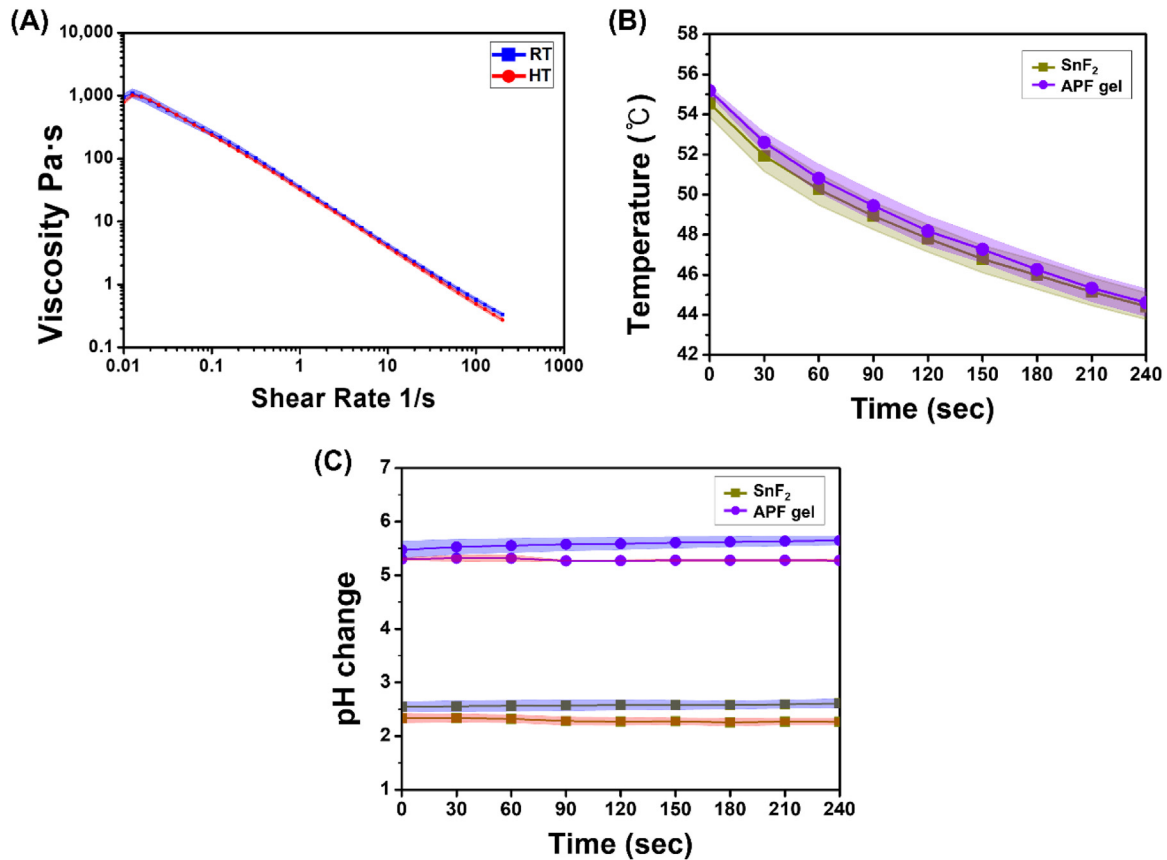 (A)
10,000
1,000
100
10
1
0.1
Viscosity Pa·s
RT
HT
0.01 0.1 1 10 100 1000
Shear Rate 1/s
(B)
58
56
54
52
50
48
46
44
42
Temperature (℃)
SnF₂
APF gel
0 30 60 90 120 150 180 210 240
Time (sec)
(C)
7
6
5
4
3
2
1
pH change
SnF₂
APF gel
0 30 60 90 120 150 180 210 240
Time (sec)